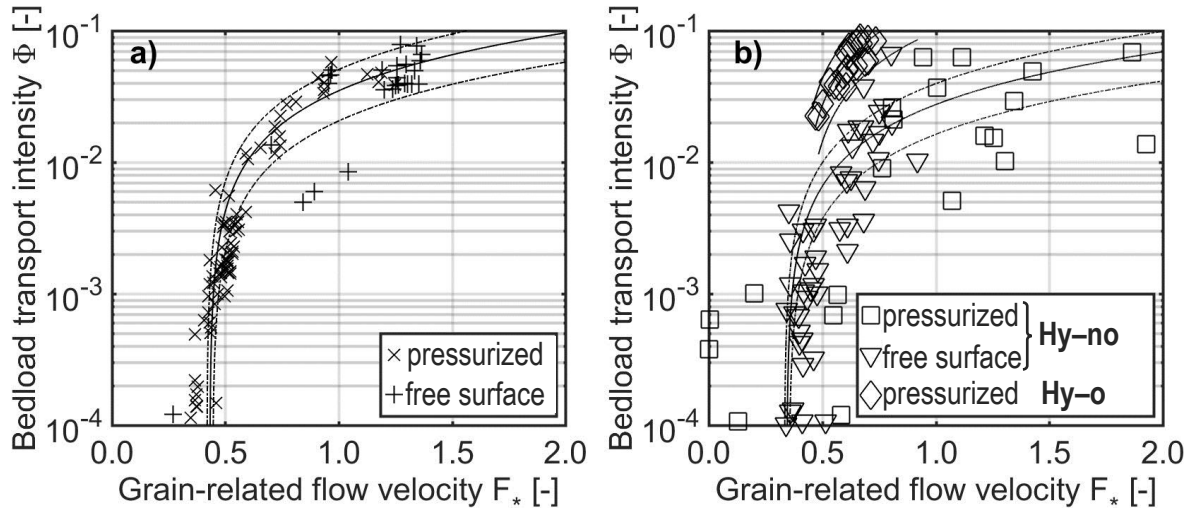 Bedload transport intensity Φ [-]
10⁻¹
10⁻²
10⁻³
10⁻⁴
a)
× pressurized
+ free surface
0.0 0.5 1.0 1.5 2.0
Grain-related flow velocity F* [-]
Bedload transport intensity Φ [-]
10⁻¹
10⁻²
10⁻³
10⁻⁴
b)
pressurized
free surface
Hy–no
pressurized Hy–o
0.0 0.5 1.0 1.5 2.0
Grain-related flow velocity F* [-]